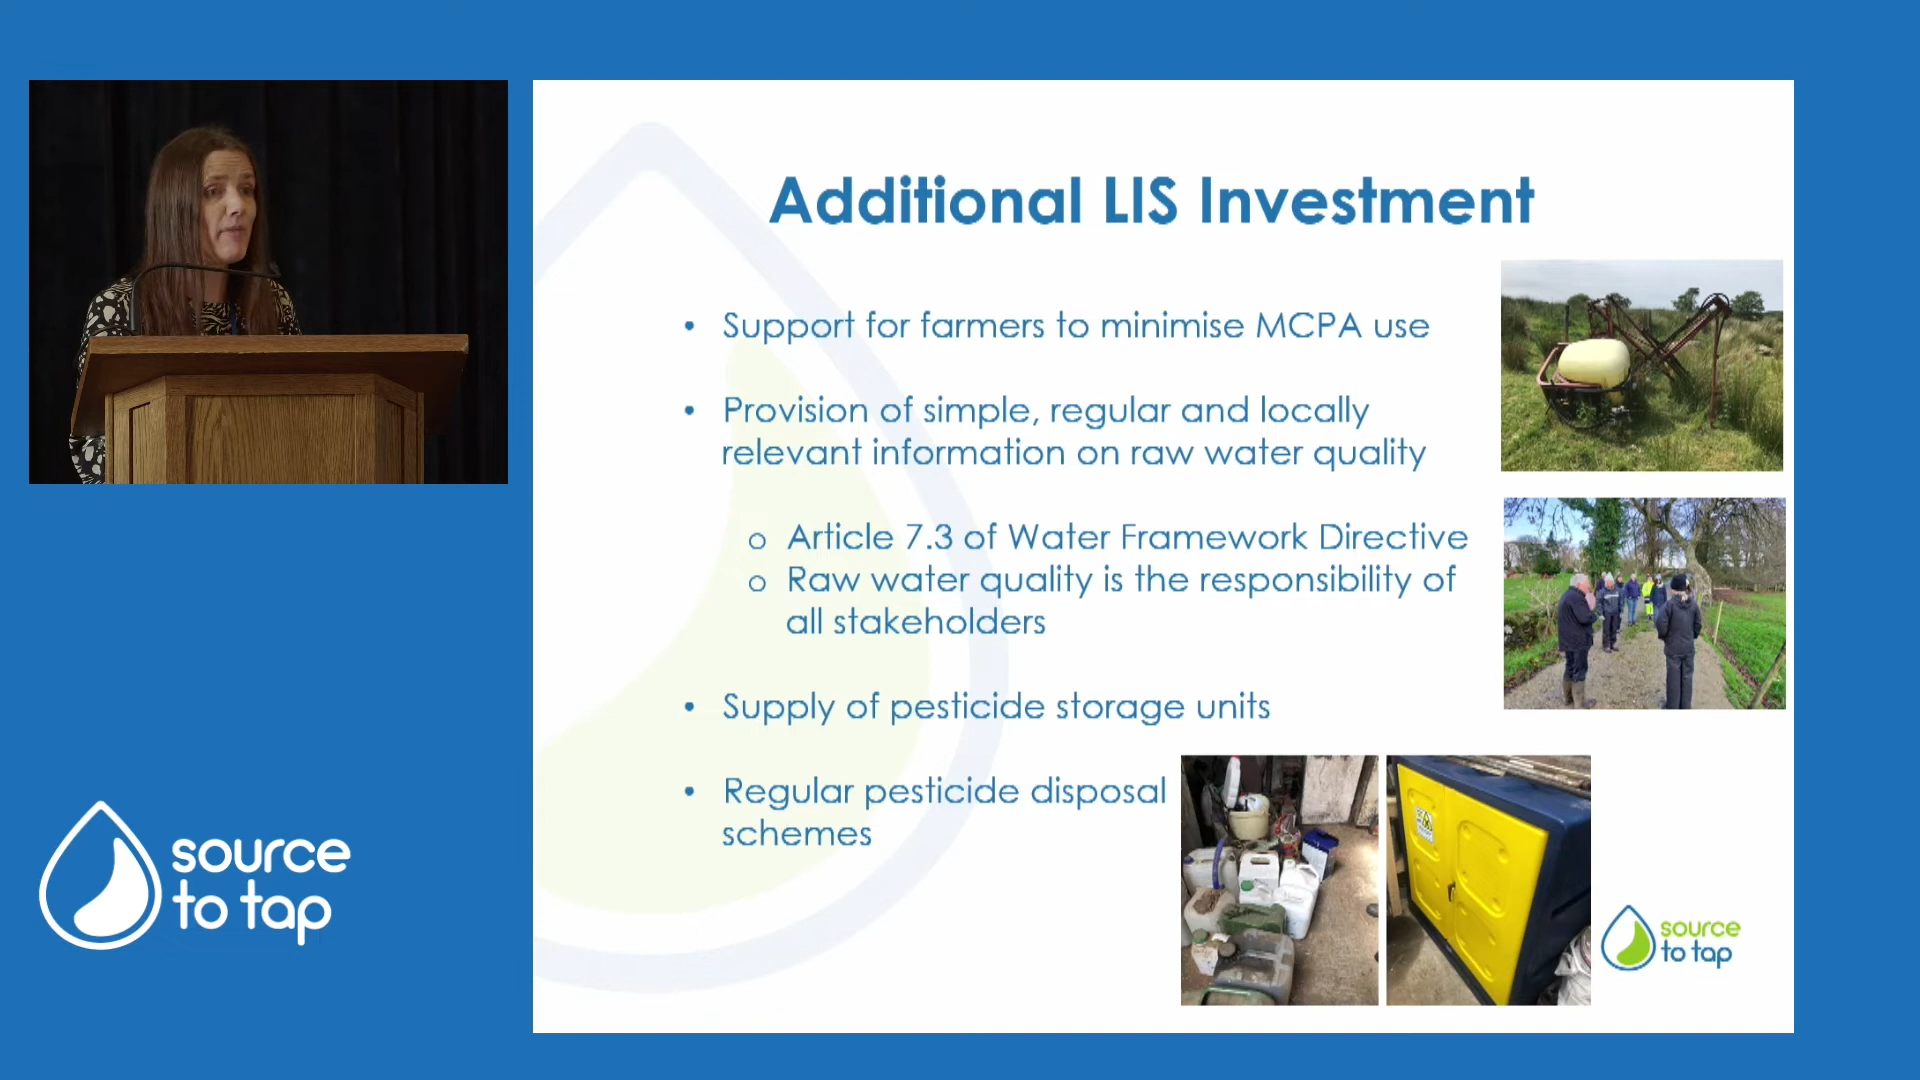 Additional LIS Investment
• Support for farmers to minimise MCPA use
• Provision of simple, regular and locally
relevant information on raw water quality
o Article 7.3 of Water Framework Directive
o Raw water quality is the responsibility of
all stakeholders
• Supply of pesticide storage units
• Regular pesticide disposal
schemes
source
to tap
source
to tap